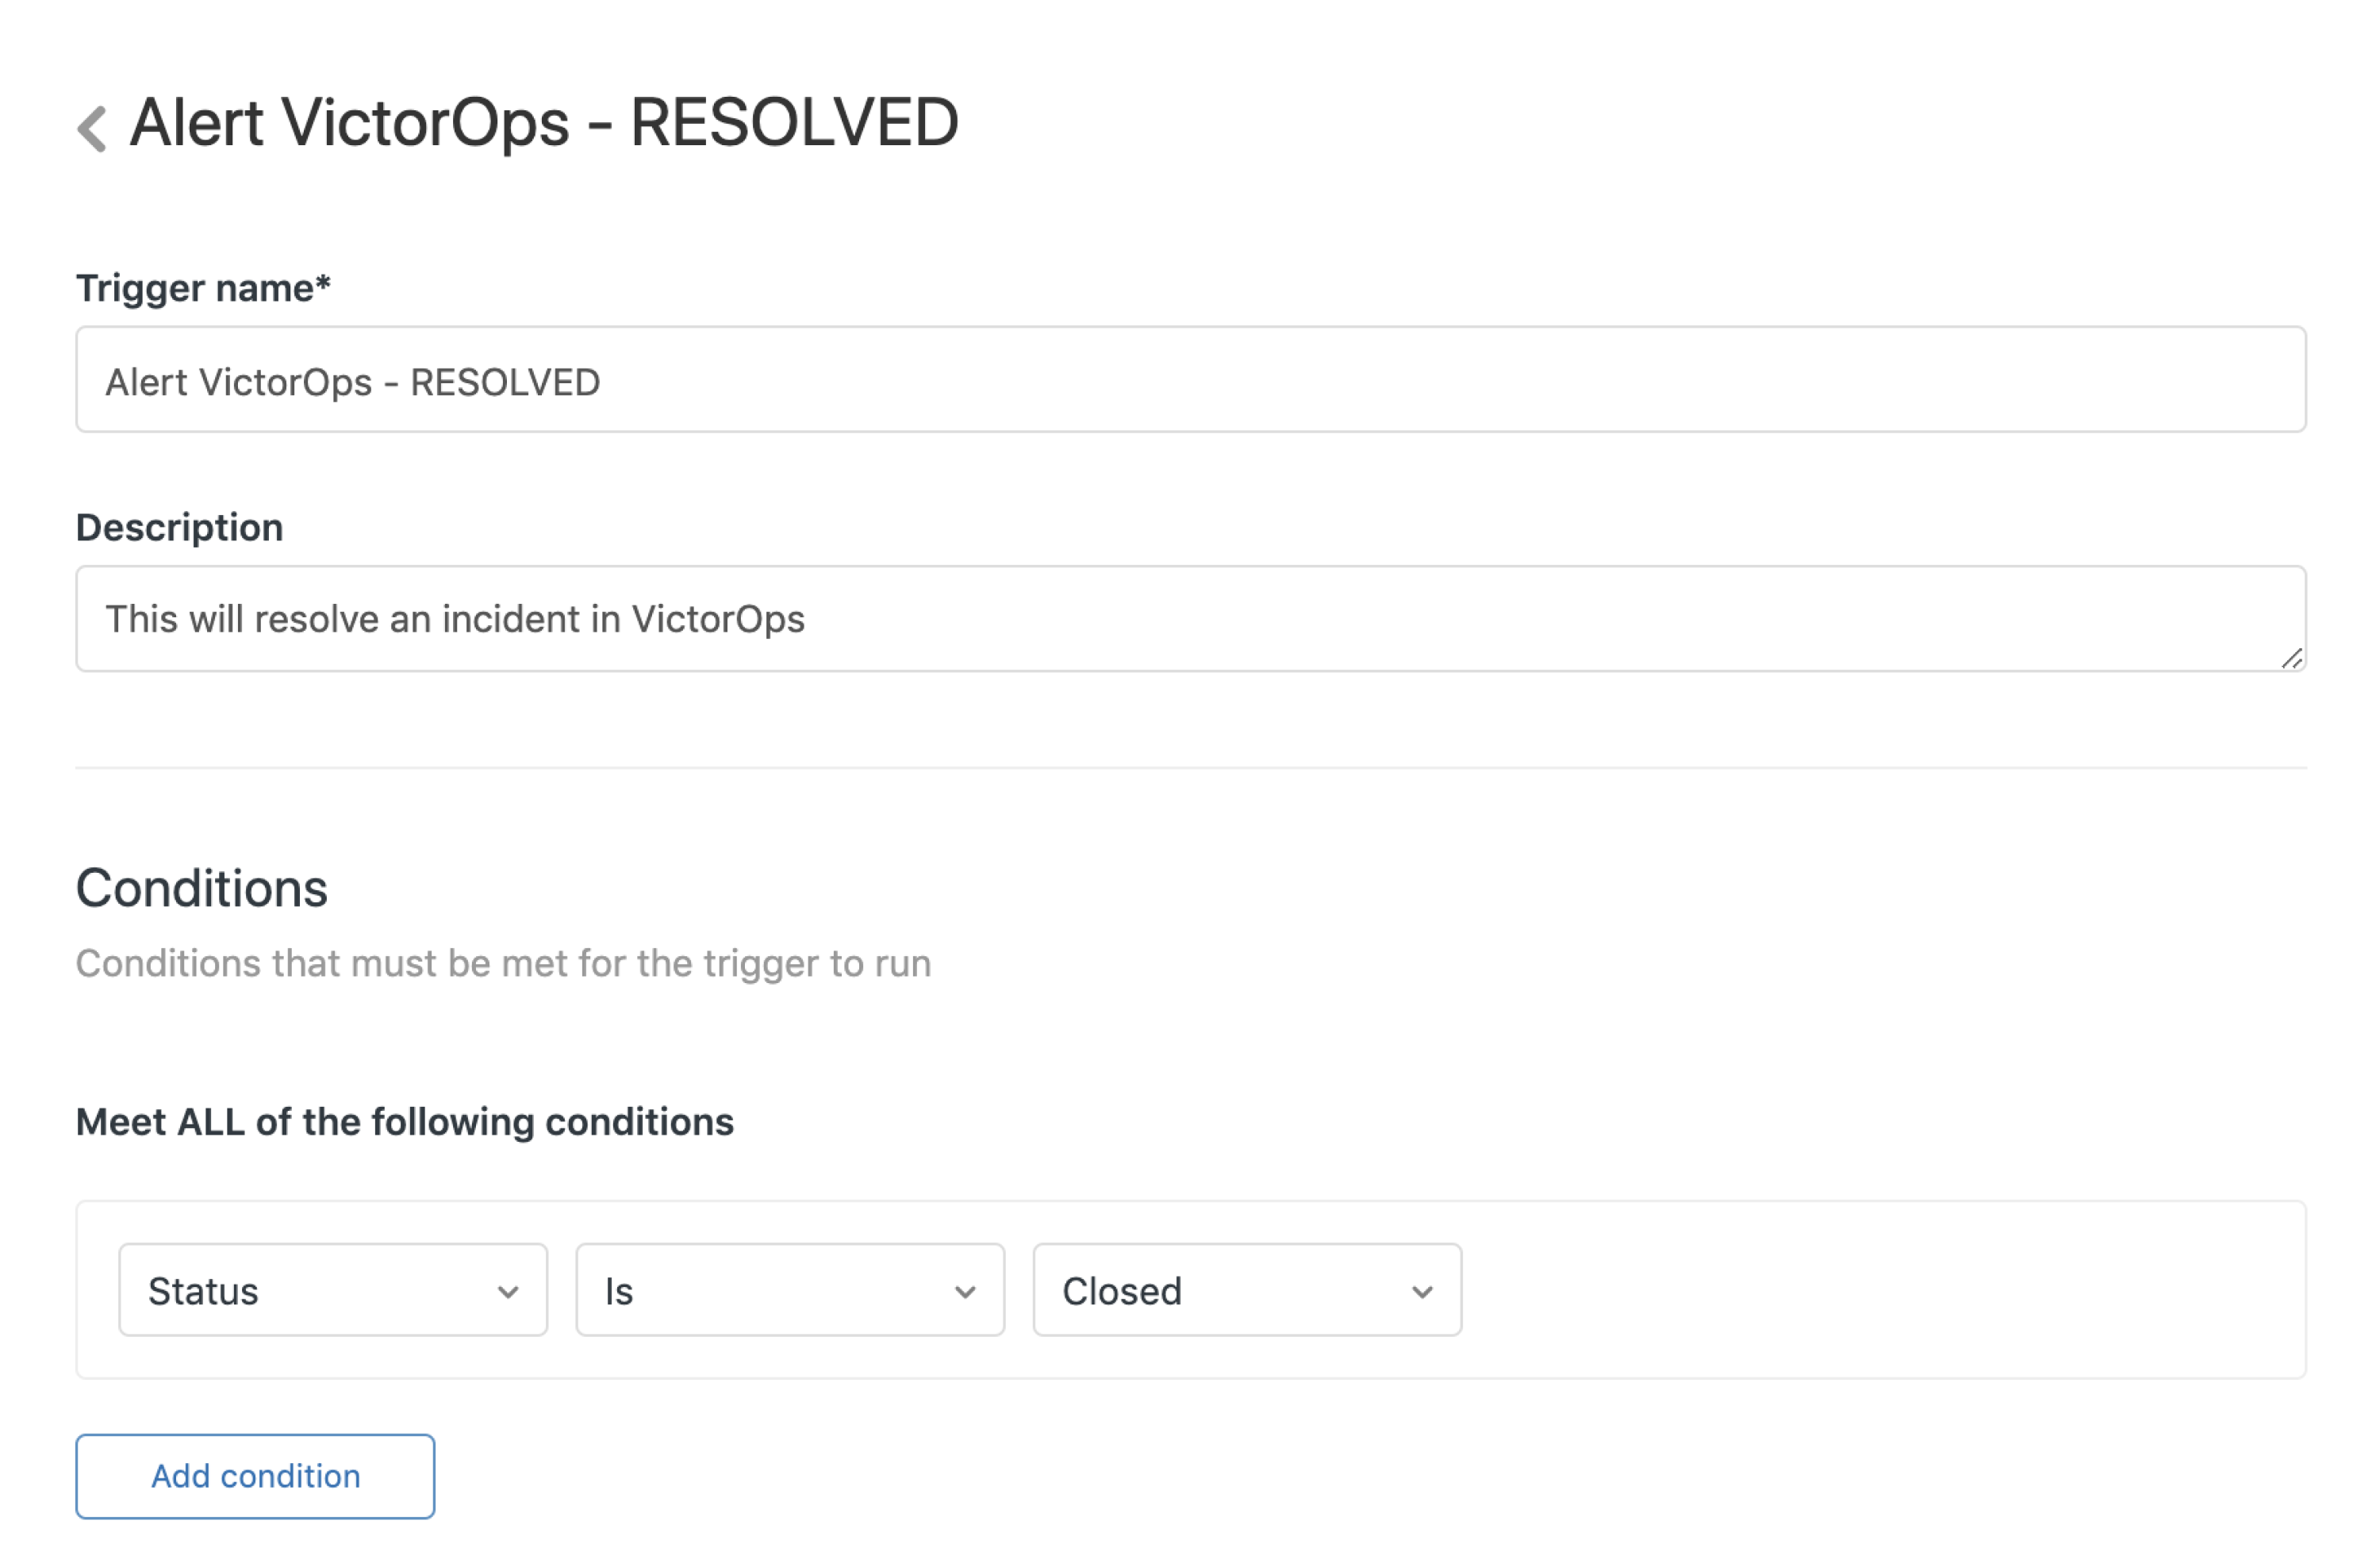 Alert VictorOps - RESOLVED
Trigger name*
Alert VictorOps - RESOLVED
Description
This will resolve an incident in VictorOps
Conditions
Conditions that must be met for the trigger to run
Meet ALL of the following conditions
Status Is Closed
Add condition